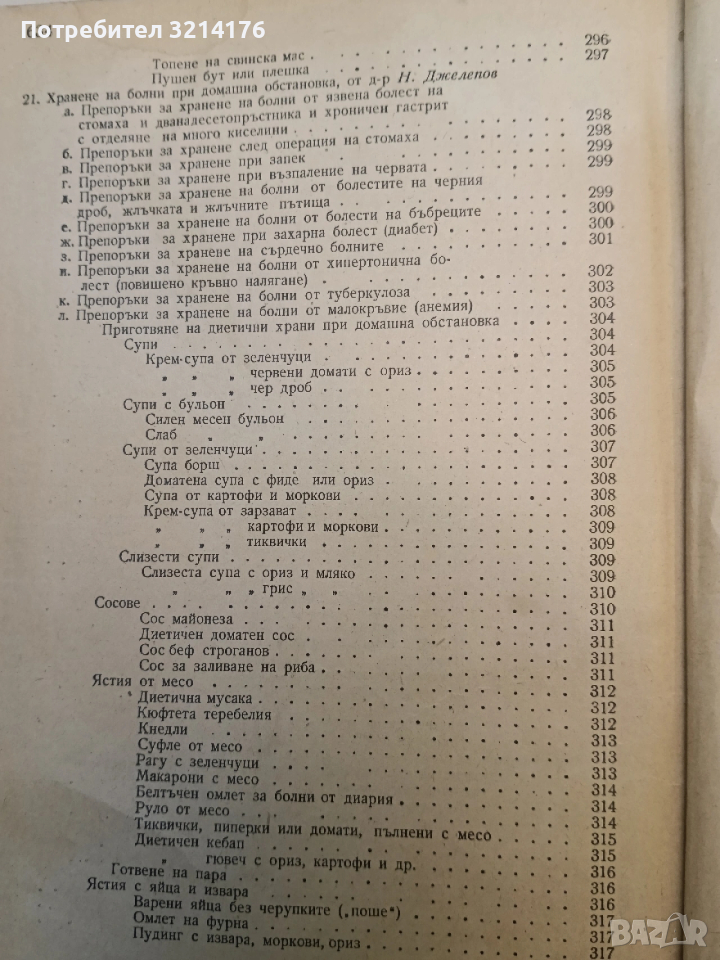 Потребител 3214176
Топене на свинска мас . . . . . . . . 296
Пушен бут или плешка . . . . . . . . 297
21. Хранене на болни при домашна обстановка, от д-р Н. Джелепов
а. Препоръки за хранене на болни от язвена болест на
стомаха и дванадесетопръстника и хроничен гастрит
с отделяне на много киселини . . . . . . . . 298
б. Препоръки за хранене след операция на стомаха . . . . 298
в. Препоръки за хранене при запек . . . . . . . . 299
г. Препоръки за хранене при възпаление на червата . . . . 299
д. Препоръки за хранене на болни от болестите на черния
дроб, жлъчката и жлъчните пътища . . . . . . . . 299
е. Препоръки за хранене на болни от болести на бъбреците . . . . 300
ж. Препоръки за хранене при захарна болест (диабет) . . . . 300
з. Препоръки за хранене на сърдечно болните . . . . 301
и. Препоръки за хранене на болни от хипертонична бо-
лест (повишено кръвно налягане) . . . . . . . . 302
к. Препоръки за хранене на болни от туберкулоза . . . . 303
л. Препоръки за хранене на болни от малокръвие (анемия) . . . . 303
Приготвяне на диетични храни при домашна обстановка . . . . 304
Супи . . . . . . . . 304
Крем-супа от зеленчуци . . . . . . . . 304
„ „ „ червени домати с ориз . . . . . . . . 305
„ „ „ чер дроб . . . . . . . . 305
Супи с бульон . . . . . . . . 305
Силен месен бульон . . . . . . . . 306
Слаб „ „ . . . . . . . . 306
Супи от зеленчуци . . . . . . . . 307
Супа борш . . . . . . . . 307
Доматена супа с фиде или ориз . . . . . . . . 308
Супа от картофи и моркови . . . . . . . . 308
Крем-супа от зарзават . . . . . . . . 308
„ „ „ картофи и моркови . . . . . . . . 309
„ „ „ тиквички . . . . . . . . 309
Слизести супи . . . . . . . . 309
Слизеста супа с ориз и мляко . . . . . . . . 309
„ „ „ грис „ „ . . . . . . . . 310
Сосове . . . . . . . . 310
Сос майонеза . . . . . . . . 311
Диетичен доматен сос . . . . . . . . 311
Сос беф строганов . . . . . . . . 311
Сос за заливане на риба . . . . . . . . 311
Ястия от месо . . . . . . . . 312
Диетична мусака . . . . . . . . 312
Кюфтета теребелия . . . . . . . . 312
Кнедли . . . . . . . . 313
Суфле от месо . . . . . . . . 313
Рагу с зеленчуци . . . . . . . . 313
Макарони с месо . . . . . . . . 313
Белтъчен омлет за болни от диария . . . . . . . . 314
Руло от месо . . . . . . . . 314
Тиквички, пиперки или домати, пълнени с месо . . . . 314
Диетичен кебап . . . . . . . . 315
„ гювеч с ориз, картофи и др. . . . . . . . . 315
Готвене на пара . . . . . . . . 316
Ястия с яйца и извара . . . . . . . . 316
Варени яйца без черупките („поше“) . . . . . . . . 316
Омлет на фурна . . . . . . . . 317
Пудинг с извара, моркови, ориз . . . . . . . . 317
317
BAZAR